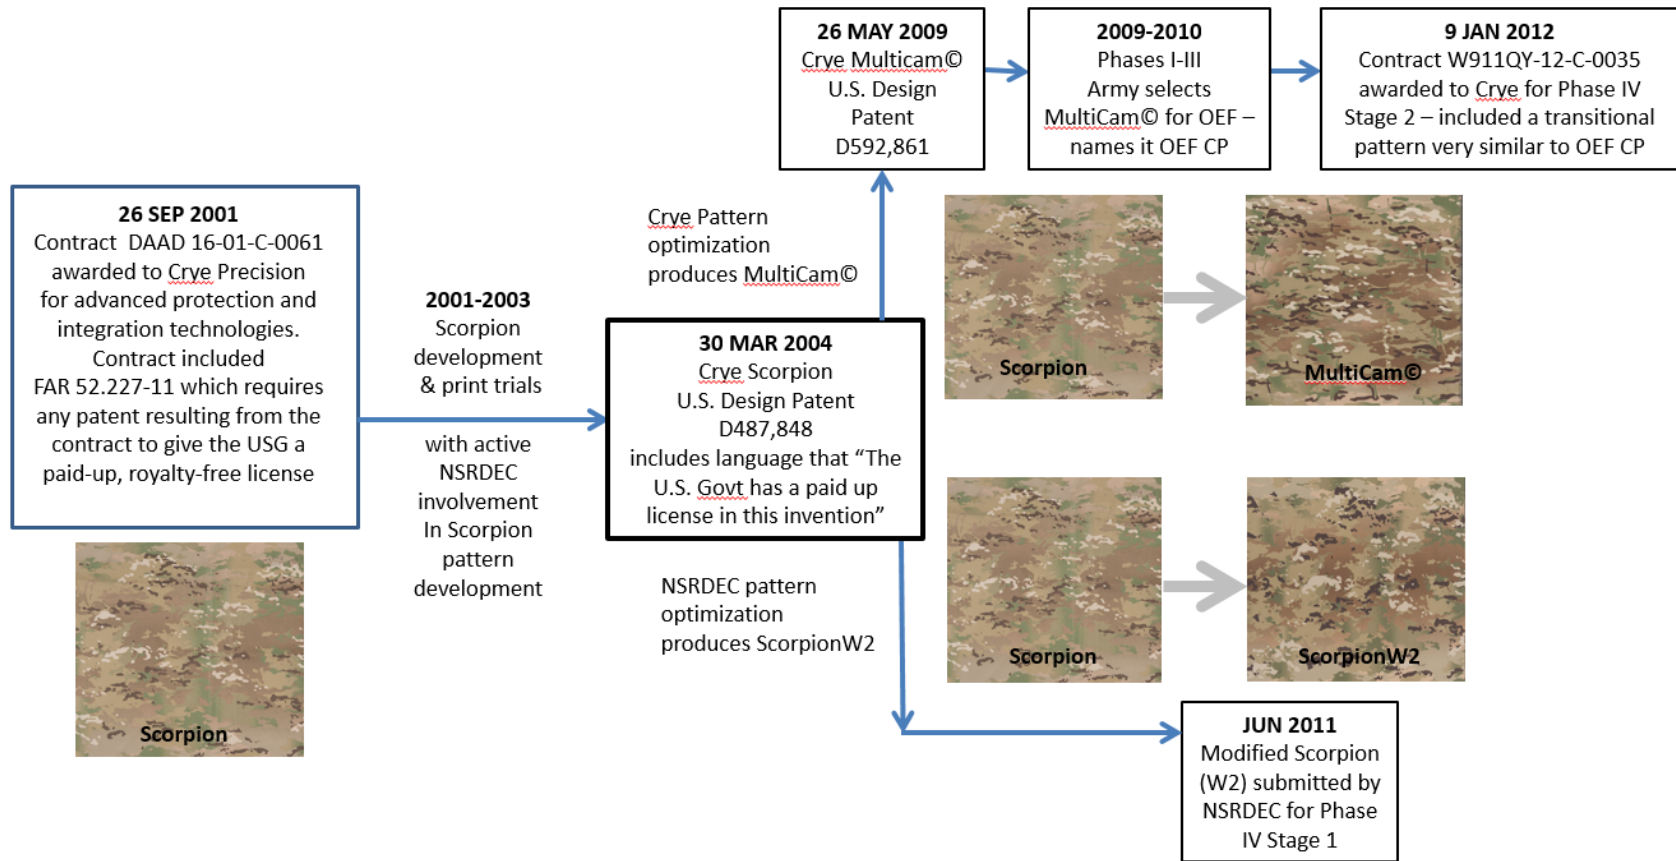 26 SEP 2001
Contract DAAD 16-01-C-0061
awarded to Crye Precision
for advanced protection and
integration technologies.
Contract included
FAR 52.227-11 which requires
any patent resulting from the
contract to give the USG a
paid-up, royalty-free license
Scorpion
2001-2003
Scorpion
development
& print trials
with active
NSRDEC
involvement
In Scorpion
pattern
development
30 MAR 2004
Crye Scorpion
U.S. Design Patent
D487,848
includes language that “The
U.S. Govt has a paid up
license in this invention”
Crye Pattern
optimization
produces MultiCam©
26 MAY 2009
Crye Multicam©
U.S. Design
Patent
D592,861
2009-2010
Phases I-III
Army selects
MultiCam© for OEF –
names it OEF CP
9 JAN 2012
Contract W911QY-12-C-0035
awarded to Crye for Phase IV
Stage 2 – included a transitional
pattern very similar to OEF CP
Scorpion
MultiCam©
NSRDEC pattern
optimization
produces ScorpionW2
Scorpion
ScorpionW2
JUN 2011
Modified Scorpion
(W2) submitted by
NSRDEC for Phase
IV Stage 1